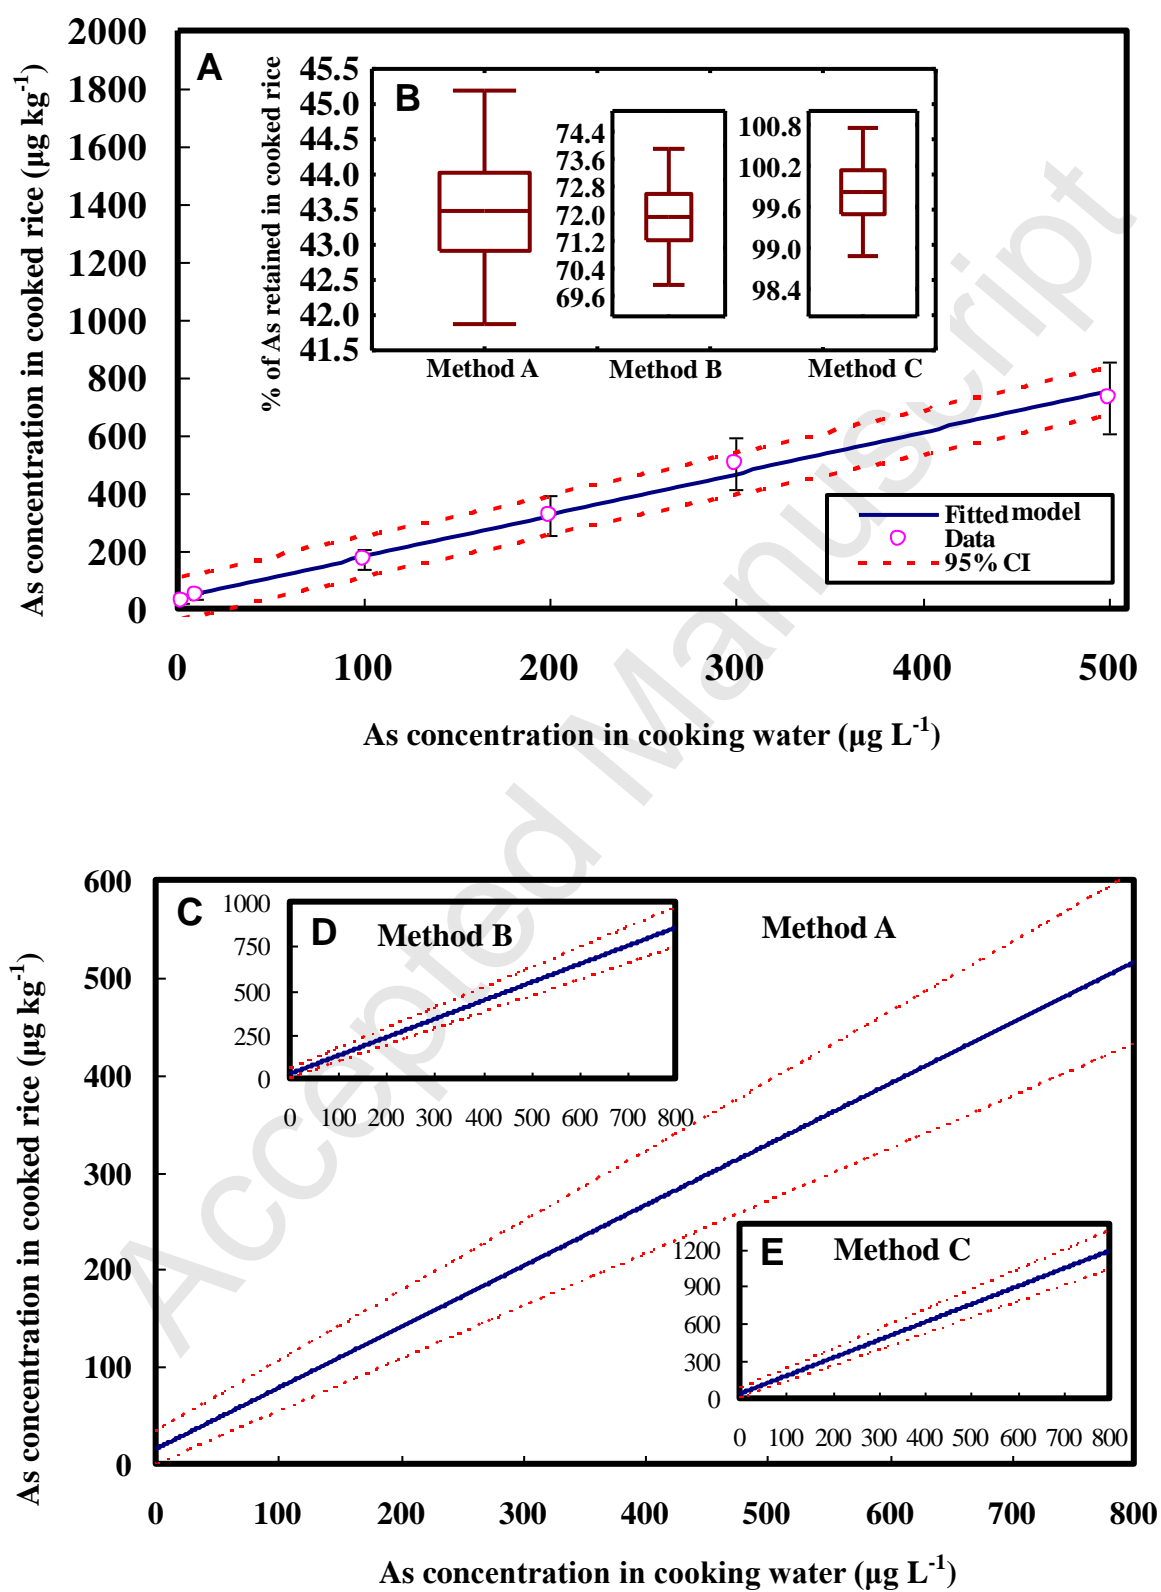 A
As concentration in cooked rice (µg kg-1)
2000
1800
1600
1400
1200
1000
800
600
400
200
0
0 100 200 300 400 500
As concentration in cooking water (µg L-1)
B
% of As retained in cooked rice
45.5
45.0
44.5
44.0
43.5
43.0
42.5
42.0
41.5
74.4
73.6
72.8
72.0
71.2
70.4
69.6
100.8
100.2
99.6
99.0
98.4
Method A Method B Method C
Fitted model
Data
95% CI
Accepted Manuscript
C
Method A
As concentration in cooked rice (µg kg-1)
600
500
400
300
200
100
0
0 100 200 300 400 500 600 700 800
As concentration in cooking water (µg L-1)
D
Method B
1000
750
500
250
0
0 100 200 300 400 500 600 700 800
E
Method C
1200
900
600
300
0
0 100 200 300 400 500 600 700 800